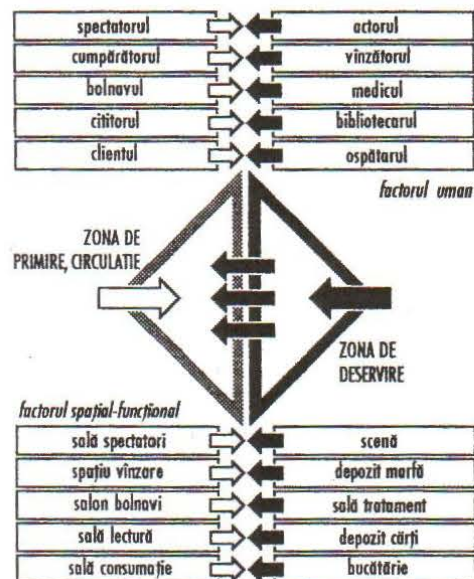 spectatorul actorul
cumpărătorul vînzătorul
bolnavul medicul
cititorul bibliotecarul
clientul ospătarul
factorul uman
ZONA DE
PRIMIRE, CIRCULATIE
ZONA DE
DESERVIRE
factorul spațial-funcțional
sală spectatori scenă
spațiu vînzare depozit marfă
salon bolnavi sală tratament
sală lectură depozit cărți
sală consumație bucătărie